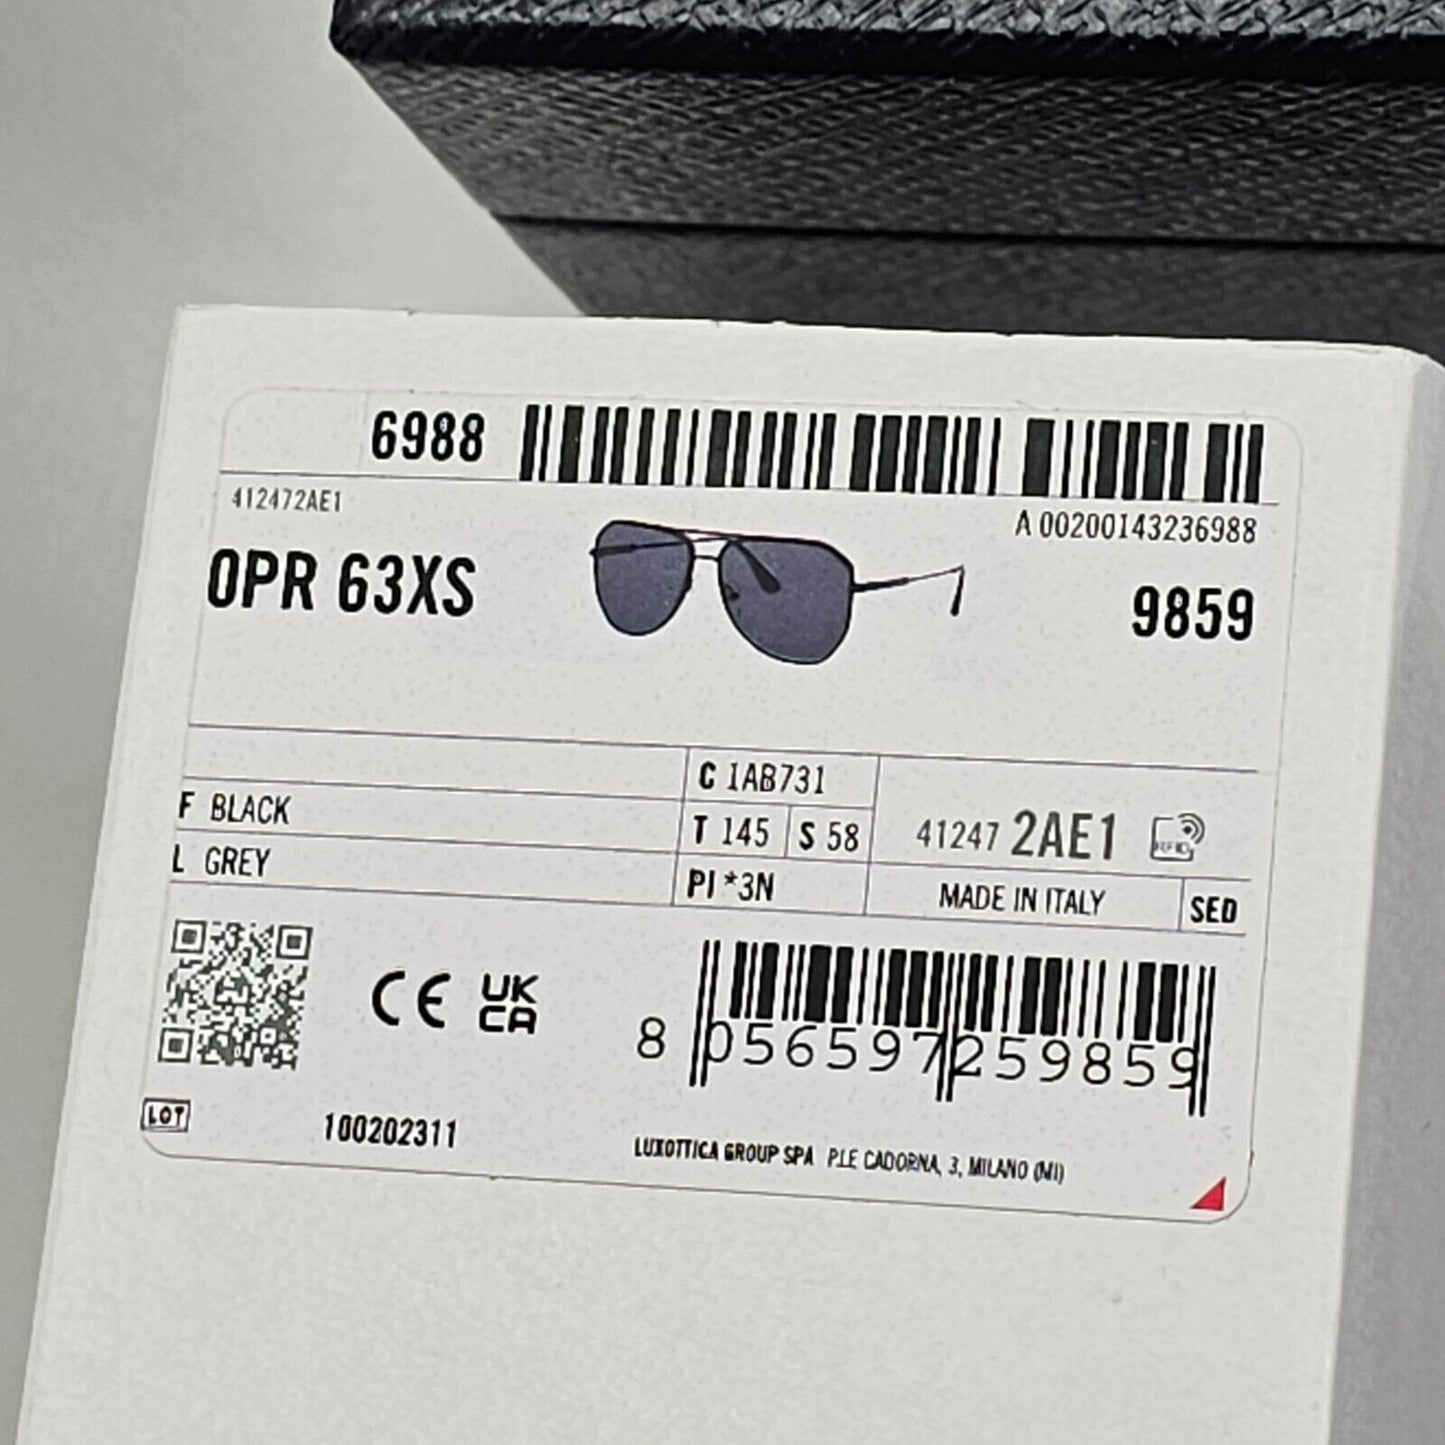 6988
412472AE1
A 00200143236988
0PR 63XS
9859
C 1AB731
F BLACK
T 145 S 58
41247 2AE1
L GREY
PI *3N
MADE IN ITALY SED
CE UK CA
8 056597 259859
LOT
100202311
LUXOTTICA GROUP SPA P.LE CADORNA, 3, MILANO (MI)